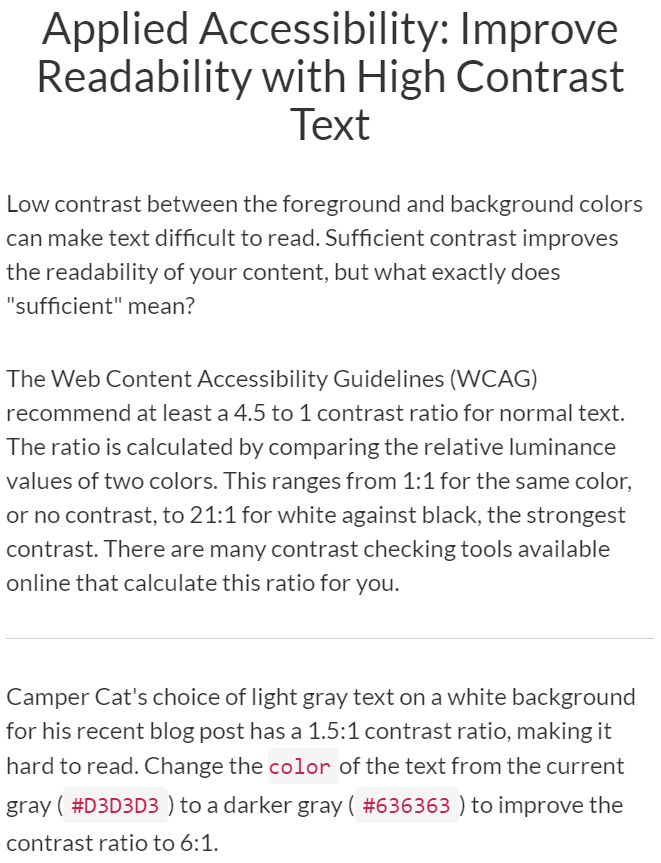 Applied Accessibility: Improve
Readability with High Contrast
Text
Low contrast between the foreground and background colors
can make text difficult to read. Sufficient contrast improves
the readability of your content, but what exactly does
"sufficient" mean?
The Web Content Accessibility Guidelines (WCAG)
recommend at least a 4.5 to 1 contrast ratio for normal text.
The ratio is calculated by comparing the relative luminance
values of two colors. This ranges from 1:1 for the same color,
or no contrast, to 21:1 for white against black, the strongest
contrast. There are many contrast checking tools available
online that calculate this ratio for you.
Camper Cat's choice of light gray text on a white background
for his recent blog post has a 1.5:1 contrast ratio, making it
hard to read. Change the color of the text from the current
gray ( #D3D3D3 ) to a darker gray ( #636363 ) to improve the
contrast ratio to 6:1.